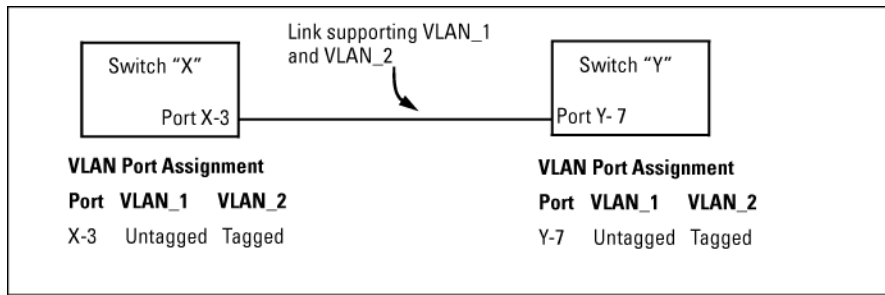 Link supporting VLAN_1
and VLAN_2
Switch "X"
Port X-3
Switch "Y"
Port Y- 7
VLAN Port Assignment
Port VLAN_1 VLAN_2
X-3 Untagged Tagged
VLAN Port Assignment
Port VLAN_1 VLAN_2
Y-7 Untagged Tagged